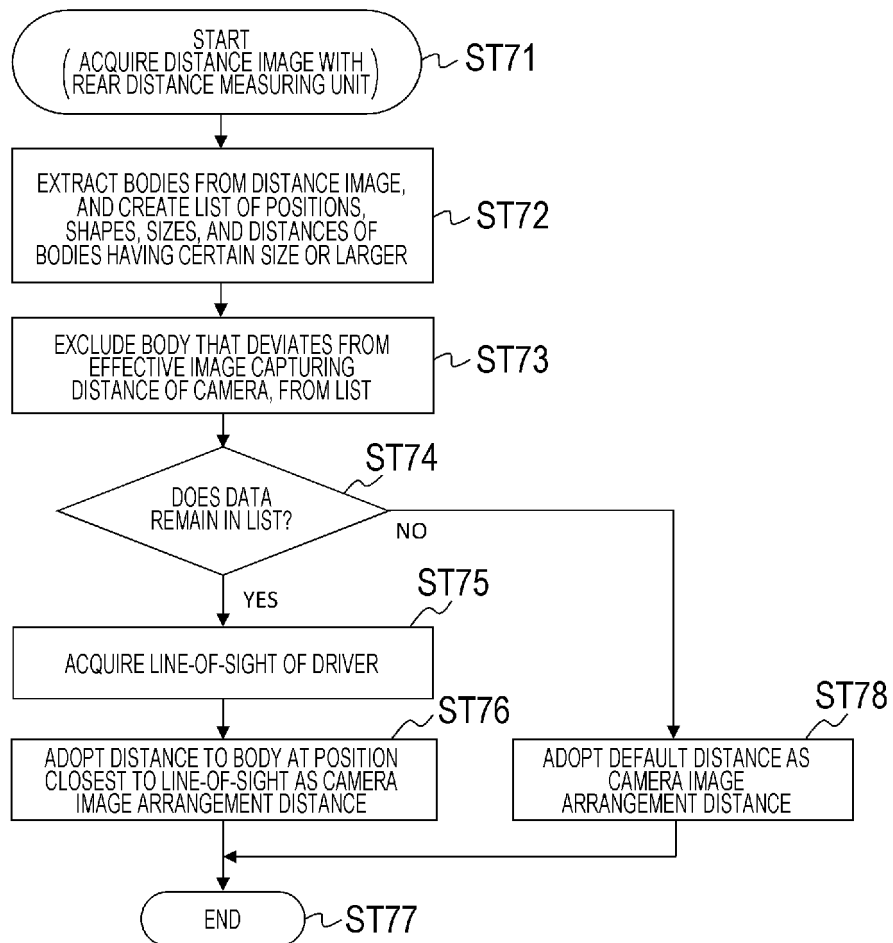 START
( ACQUIRE DISTANCE IMAGE WITH
REAR DISTANCE MEASURING UNIT )
ST71
EXTRACT BODIES FROM DISTANCE IMAGE,
AND CREATE LIST OF POSITIONS,
SHAPES, SIZES, AND DISTANCES OF
BODIES HAVING CERTAIN SIZE OR LARGER
ST72
EXCLUDE BODY THAT DEVIATES FROM
EFFECTIVE IMAGE CAPTURING
DISTANCE OF CAMERA, FROM LIST
ST73
ST74
DOES DATA
REMAIN IN LIST?
NO
YES
ST75
ACQUIRE LINE-OF-SIGHT OF DRIVER
ST76
ADOPT DISTANCE TO BODY AT POSITION
CLOSEST TO LINE-OF-SIGHT AS CAMERA
IMAGE ARRANGEMENT DISTANCE
ST78
ADOPT DEFAULT DISTANCE AS
CAMERA IMAGE
ARRANGEMENT DISTANCE
END
ST77